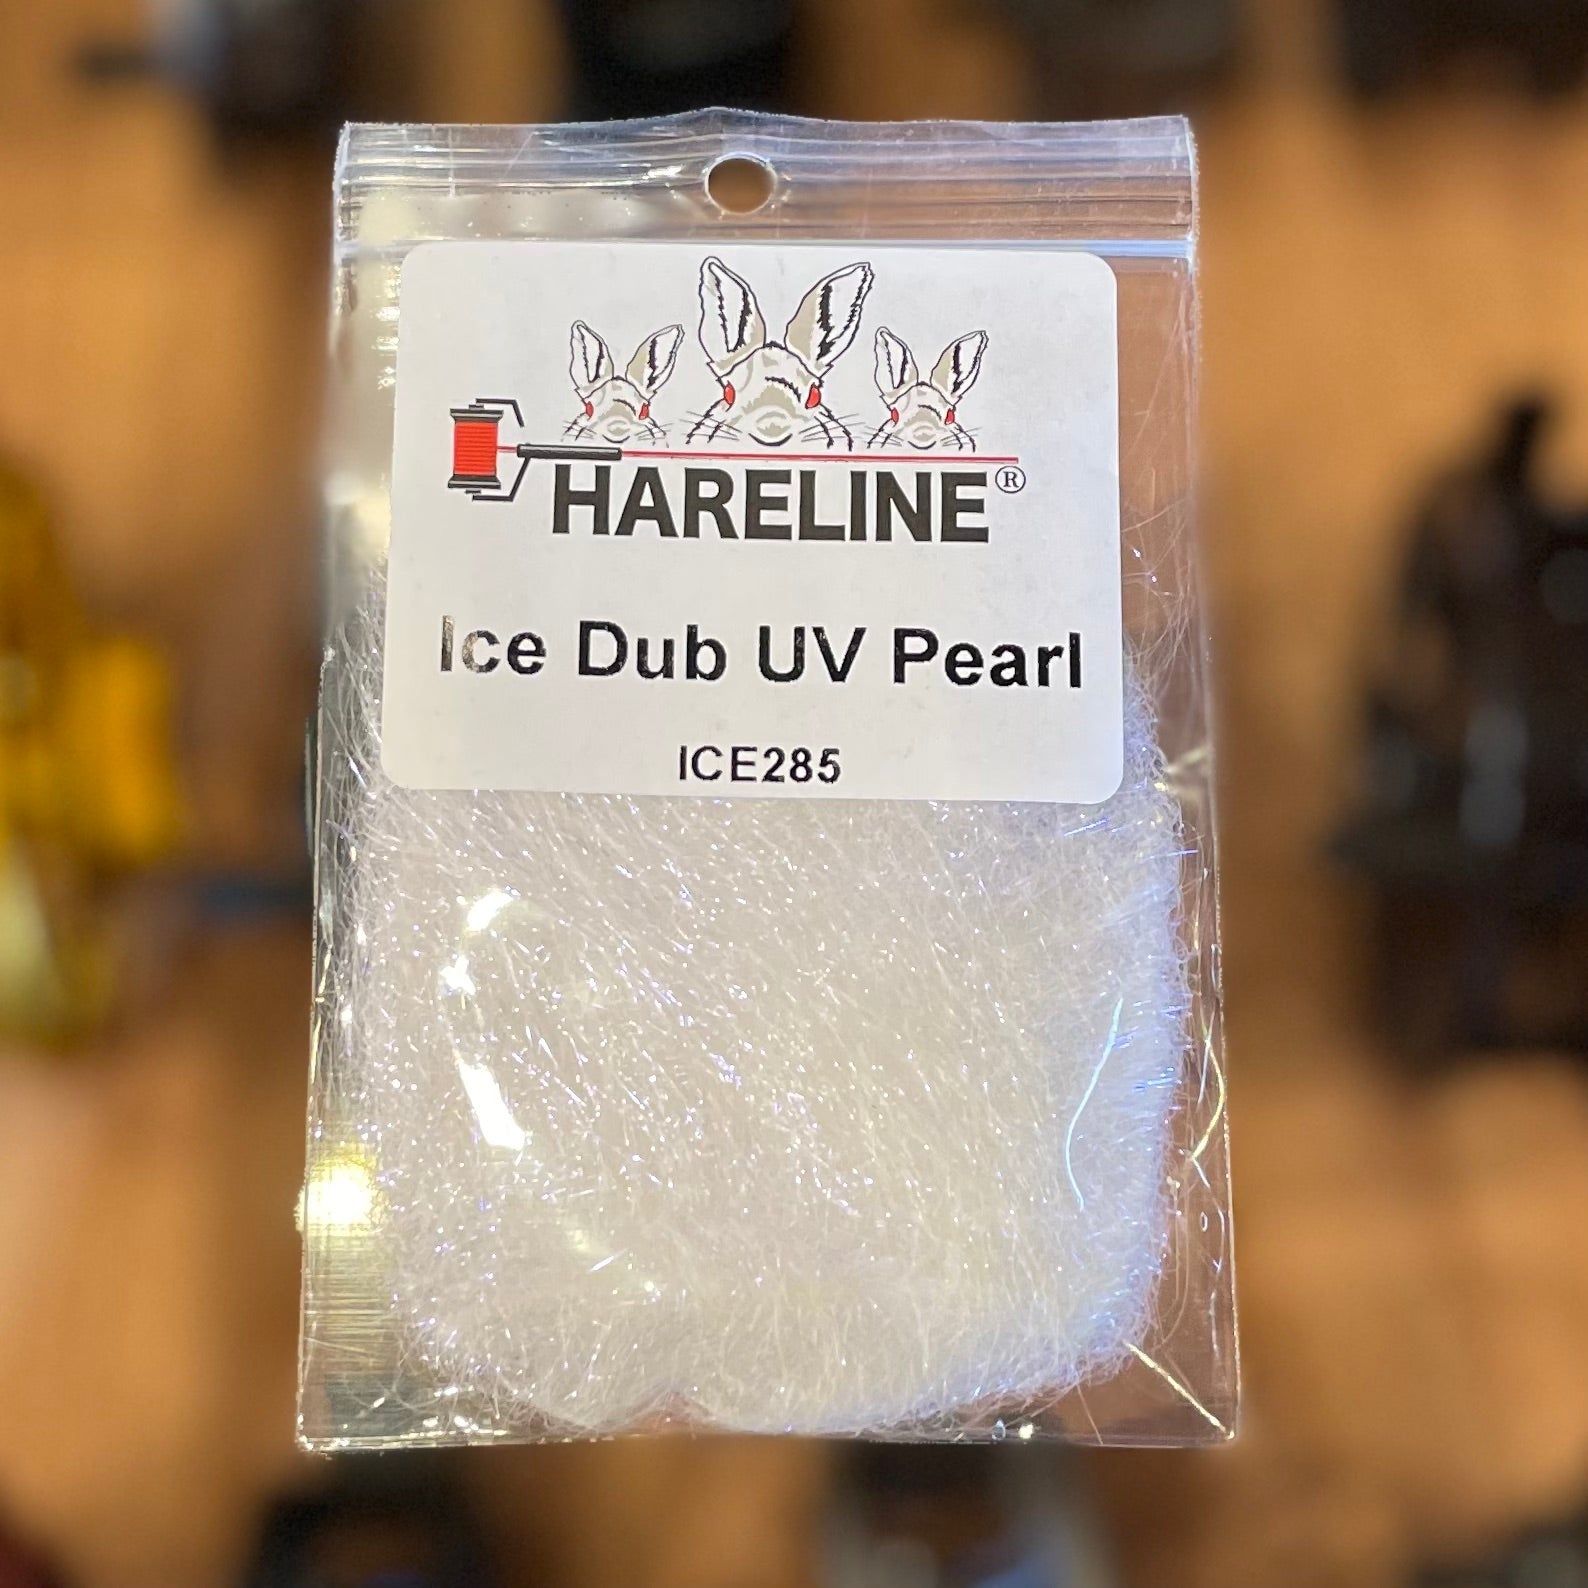 HARELINE®
Ice Dub UV Pearl
ICE285